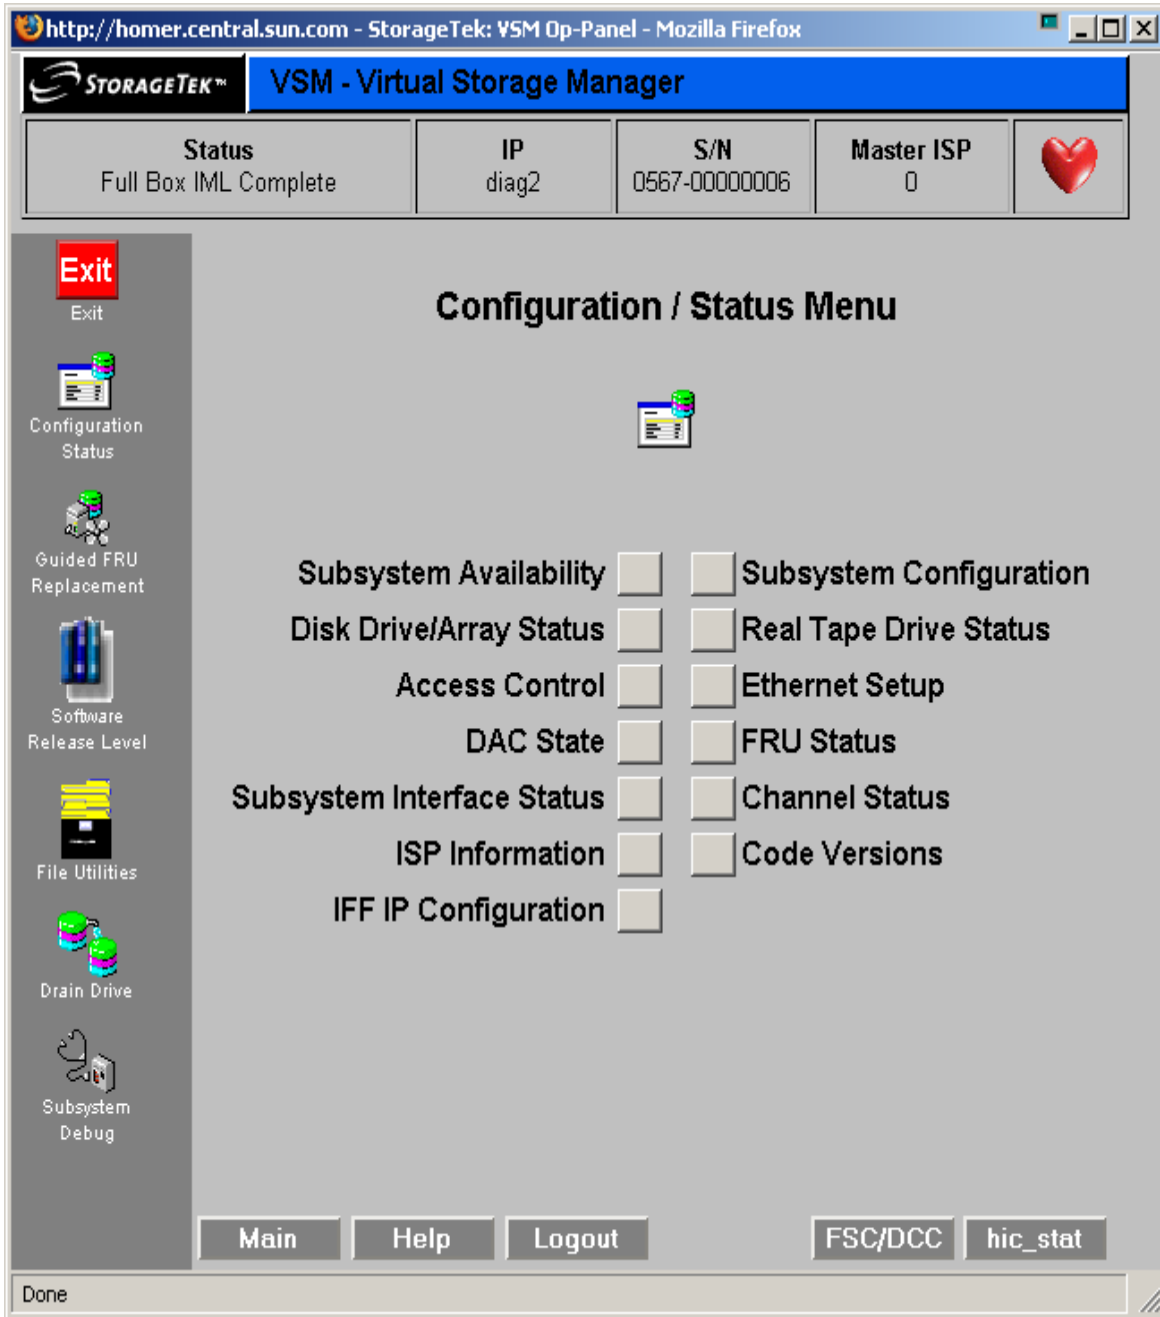 http://homer.central.sun.com - StorageTek: VSM Op-Panel - Mozilla Firefox
STORAGETEK™ VSM - Virtual Storage Manager
Status IP S/N Master ISP
Full Box IML Complete diag2 0567-00000006 0
Exit
Exit
Configuration
Status
Guided FRU
Replacement
Software
Release Level
File Utilities
Drain Drive
Subsystem
Debug
Configuration / Status Menu
Subsystem Availability Subsystem Configuration
Disk Drive/Array Status Real Tape Drive Status
Access Control Ethernet Setup
DAC State FRU Status
Subsystem Interface Status Channel Status
ISP Information Code Versions
IFF IP Configuration
Main Help Logout FSC/DCC hic_stat
Done